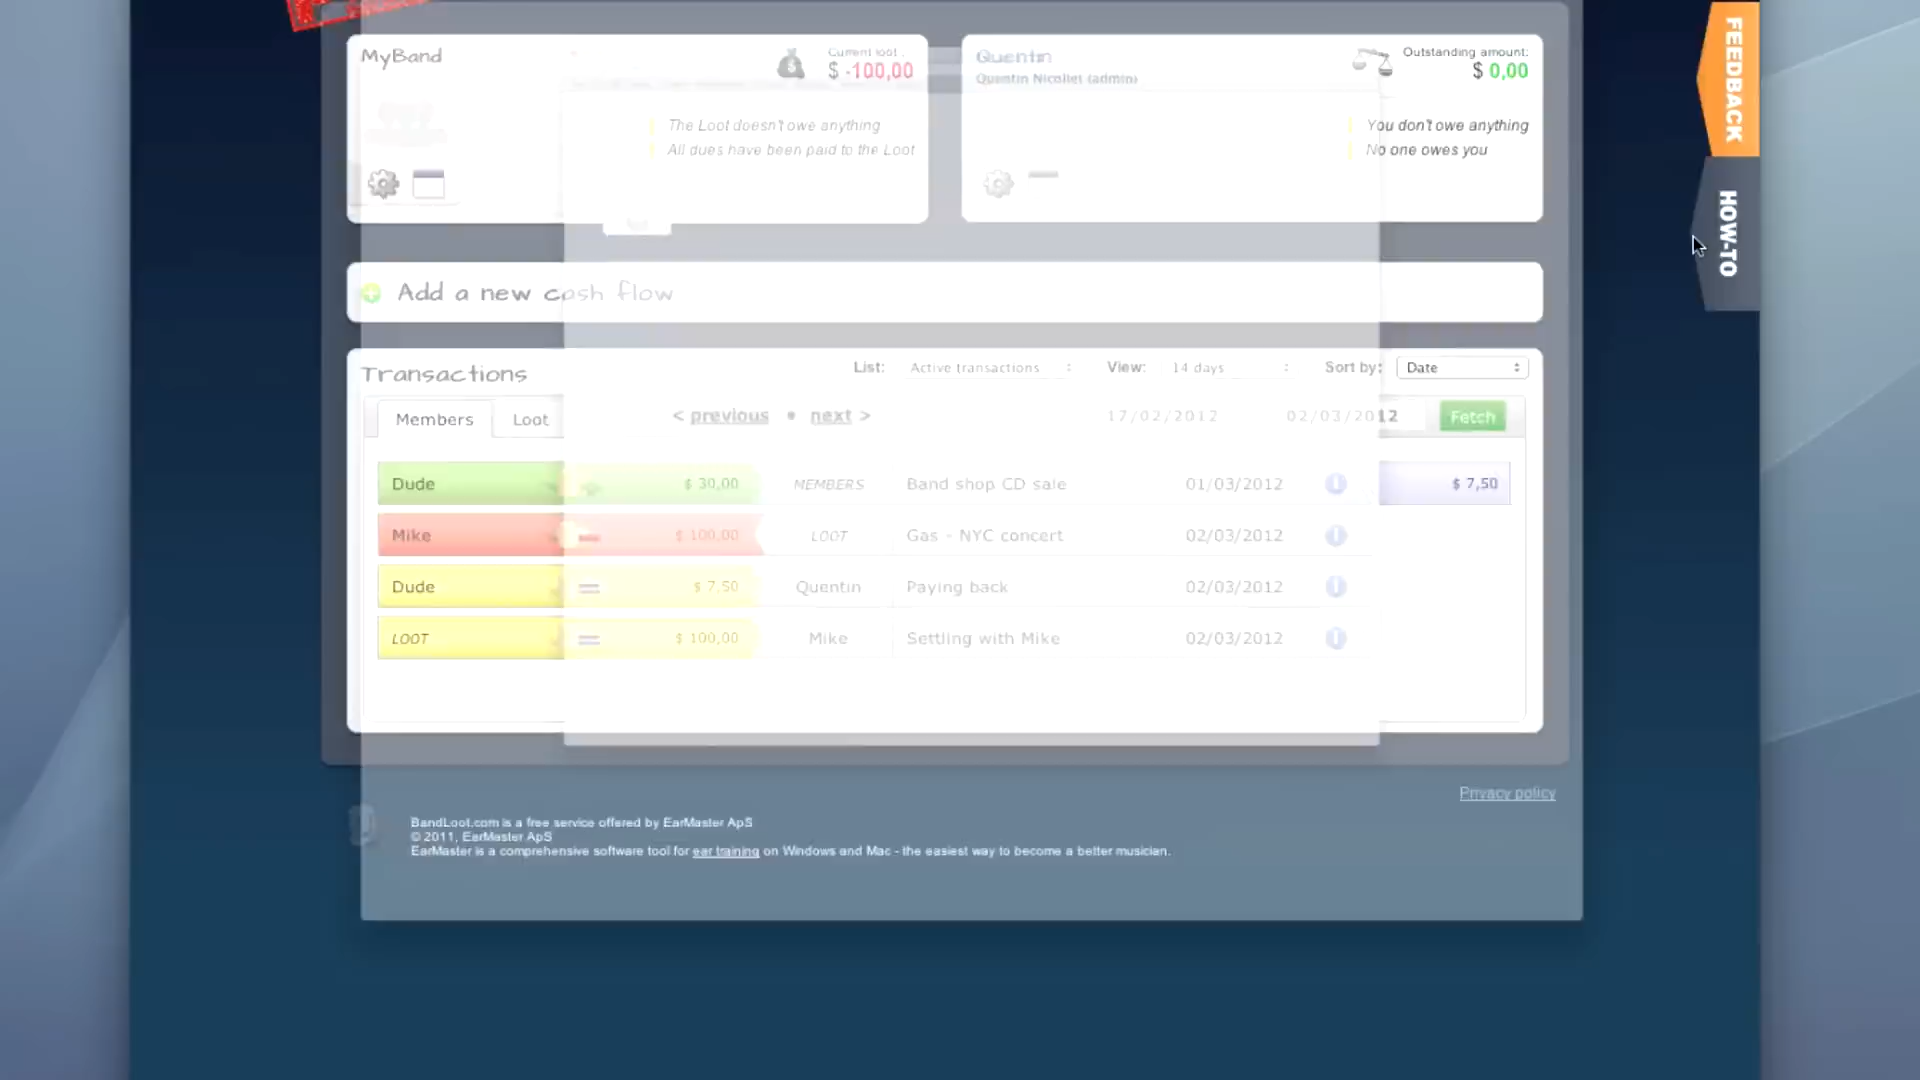 MyBand
Current loot :
$ -100,00
The Loot doesn't owe anything
All dues have been paid to the Loot
Quentin
Quentin Nicollet (admin)
Outstanding amount:
$ 0,00
You don't owe anything
No one owes you
FEEDBACK
HOW-TO
Add a new cash flow
Transactions
List: Active transactions View: 14 days Sort by: Date
Members Loot < previous • next > 17/02/2012 02/03/2012 Fetch
Dude $ 30,00 MEMBERS Band shop CD sale 01/03/2012 $ 7,50
Mike $ 100,00 LOOT Gas - NYC concert 02/03/2012
Dude $ 7,50 Quentin Paying back 02/03/2012
LOOT $ 100,00 Mike Settling with Mike 02/03/2012
Privacy policy
BandLoot.com is a free service offered by EarMaster ApS
© 2011, EarMaster ApS
EarMaster is a comprehensive software tool for ear training on Windows and Mac - the easiest way to become a better musician.